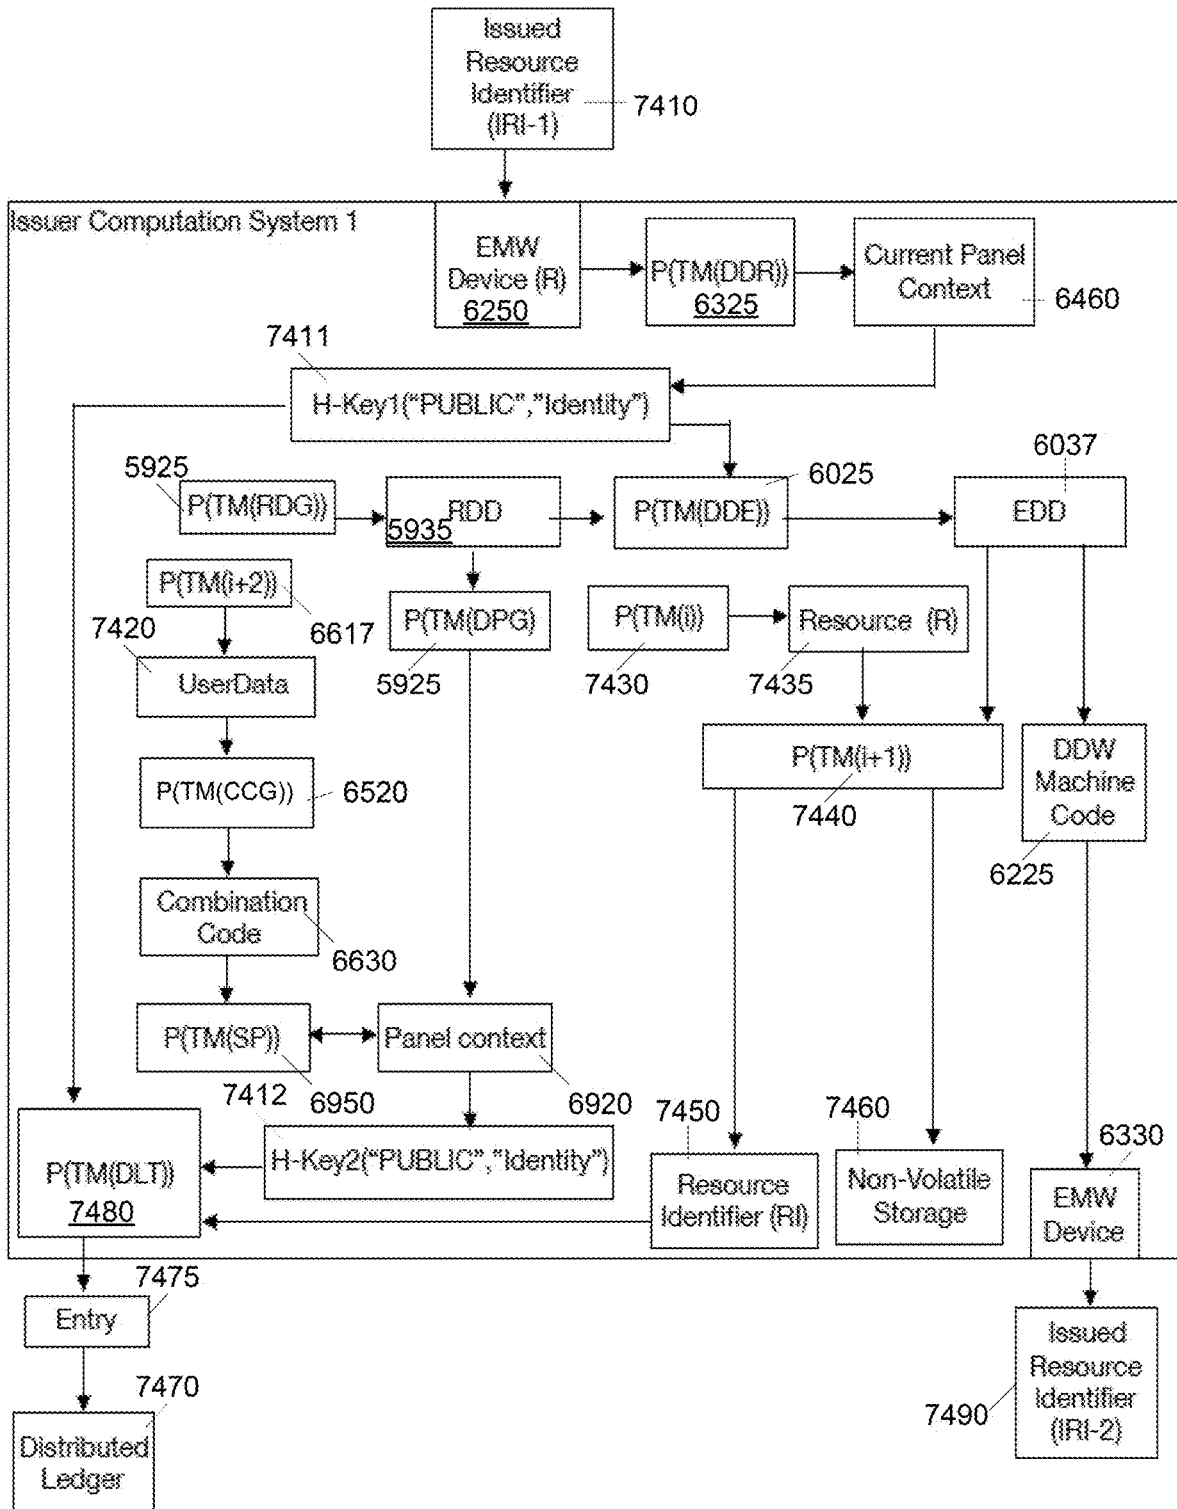 Issued
Resource
Identifier
(IRI-1)
7410
Issuer Computation System 1
EMW
Device (R)
6250
P(TM(DDR))
6325
Current Panel
Context
6460
7411
H-Key1("PUBLIC","Identity")
5925
P(TM(RDG))
RDD
5935
6025
P(TM(DDE))
6037
EDD
P(TM(i+2))
6617
7420
UserData
P(TM(DPG)
5925
P(TM(i))
7430
Resource (R)
7435
P(TM(i+1))
7440
DDW
Machine
Code
6225
P(TM(CCG))
6520
Combination
Code
6630
P(TM(SP))
6950
Panel context
6920
7412
H-Key2("PUBLIC","Identity")
P(TM(DLT))
7480
7450
Resource
Identifier (RI)
7460
Non-Volatile
Storage
6330
EMW
Device
7475
Entry
7470
Distributed
Ledger
7490
Issued
Resource
Identifier
(IRI-2)